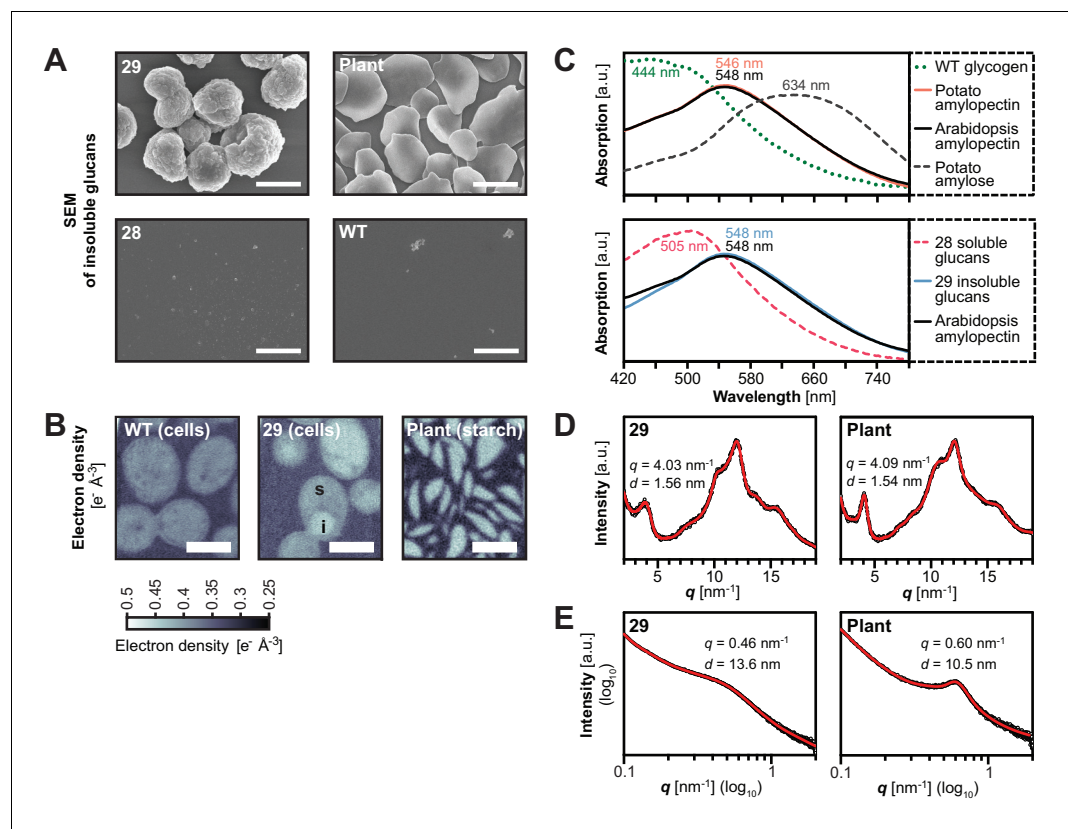 A
29
Plant
28
WT
SEM
of insoluble glucans
B
WT (cells)
29 (cells)
s
i
Plant (starch)
Electron density
[e⁻ Å⁻³]
0.5
0.45
0.4
0.35
0.3
0.25
Electron density [e⁻ Å⁻³]
C
Absorption [a.u.]
444 nm
546 nm
548 nm
634 nm
WT glycogen
Potato
amylopectin
Arabidopsis
amylopectin
Potato
amylose
Absorption [a.u.]
505 nm
548 nm
548 nm
28 soluble
glucans
29 insoluble
glucans
Arabidopsis
amylopectin
420 500 580 660 740
Wavelength [nm]
D
Intensity [a.u.]
29
q = 4.03 nm⁻¹
d = 1.56 nm
5 10 15
q [nm⁻¹]
Plant
q = 4.09 nm⁻¹
d = 1.54 nm
5 10 15
q [nm⁻¹]
E
Intensity [a.u.]
(log₁₀)
29
q = 0.46 nm⁻¹
d = 13.6 nm
0.1 1
q [nm⁻¹] (log₁₀)
Plant
q = 0.60 nm⁻¹
d = 10.5 nm
0.1 1
q [nm⁻¹] (log₁₀)